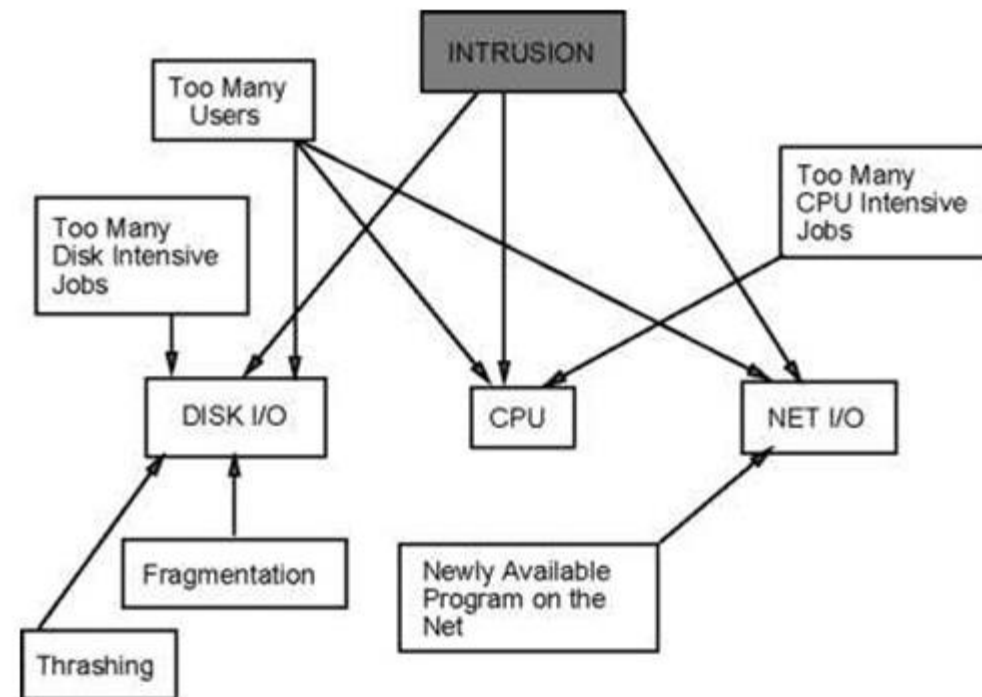 INTRUSION
Too Many
Users
Too Many
CPU Intensive
Jobs
Too Many
Disk Intensive
Jobs
DISK I/O
CPU
NET I/O
Fragmentation
Newly Available
Program on the
Net
Thrashing